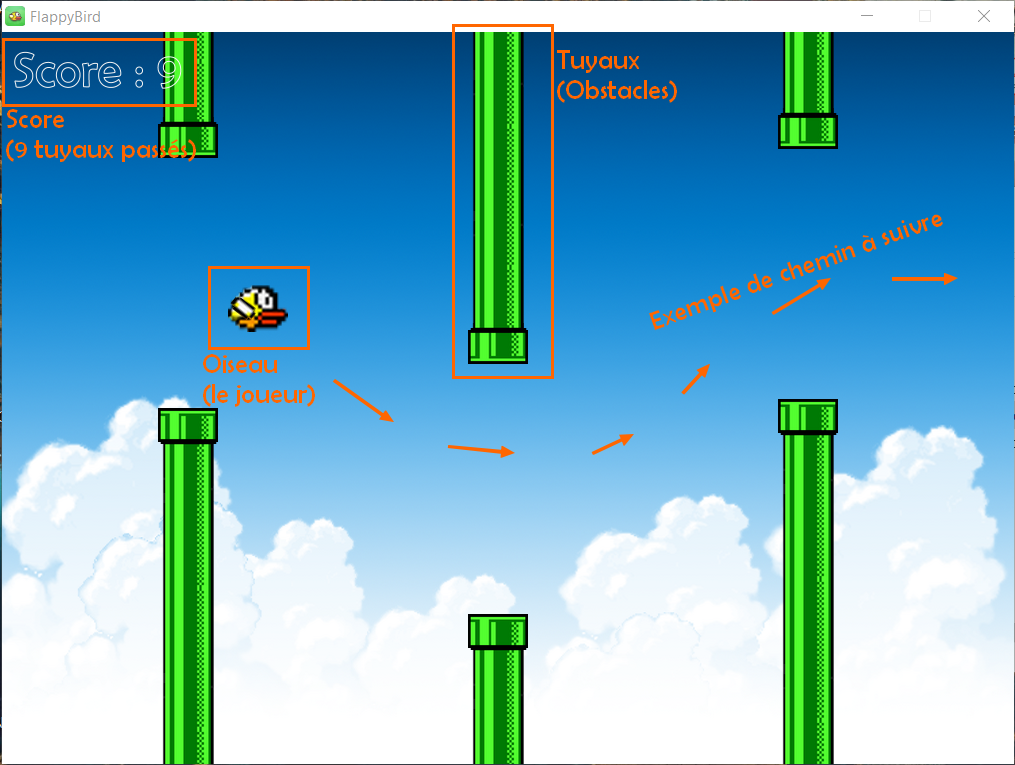 FlappyBird
Score : 9
Score
(9 tuyaux passés)
Tuyaux
(Obstacles)
Exemple de chemin à suivre
Oiseau
(le joueur)